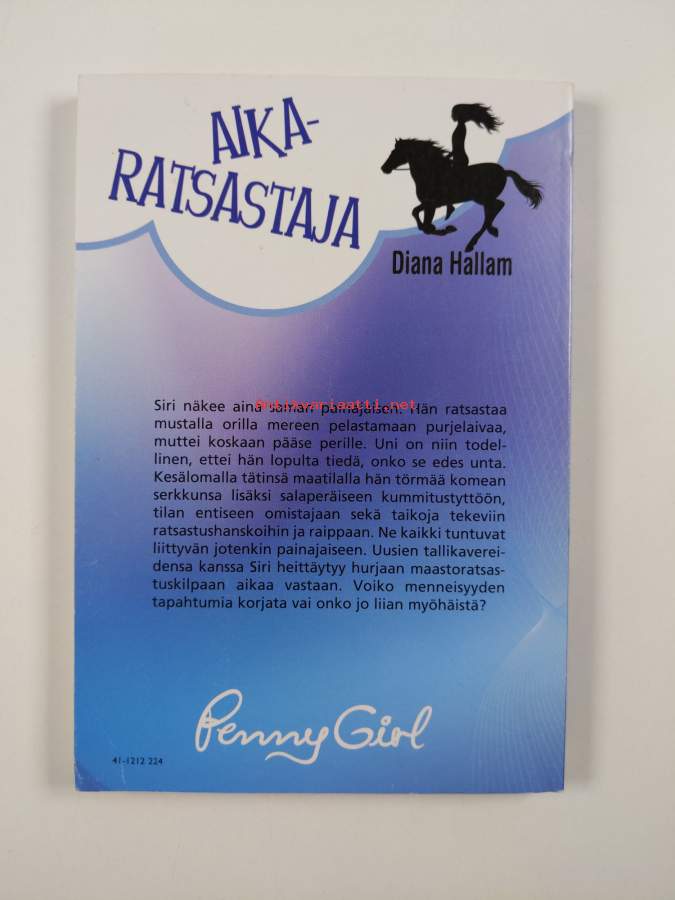 AIKA-
RATSASTAJA
Diana Hallam
Siri näkee aina saman painajaisen. Hän ratsastaa
Antikvariaatti.net
mustalla orilla mereen pelastamaan purjelaivaa,
muttei koskaan pääse perille. Uni on niin todel-
linen, ettei hän lopulta tiedä, onko se edes unta.
Kesälomalla tätinsä maatilalla hän törmää komean
serkkunsa lisäksi salaperäiseen kummitustyttöön,
tilan entiseen omistajaan sekä taikoja tekeviin
ratsastushanskoihin ja raippaan. Ne kaikki tuntuvat
liittyvän jotenkin painajaiseen. Uusien tallikaverei-
densa kanssa Siri heittäytyy hurjaan maastoratsas-
tuskilpaan aikaa vastaan. Voiko menneisyyden
tapahtumia korjata vai onko jo liian myöhäistä?
Penny Girl
41-1212 224